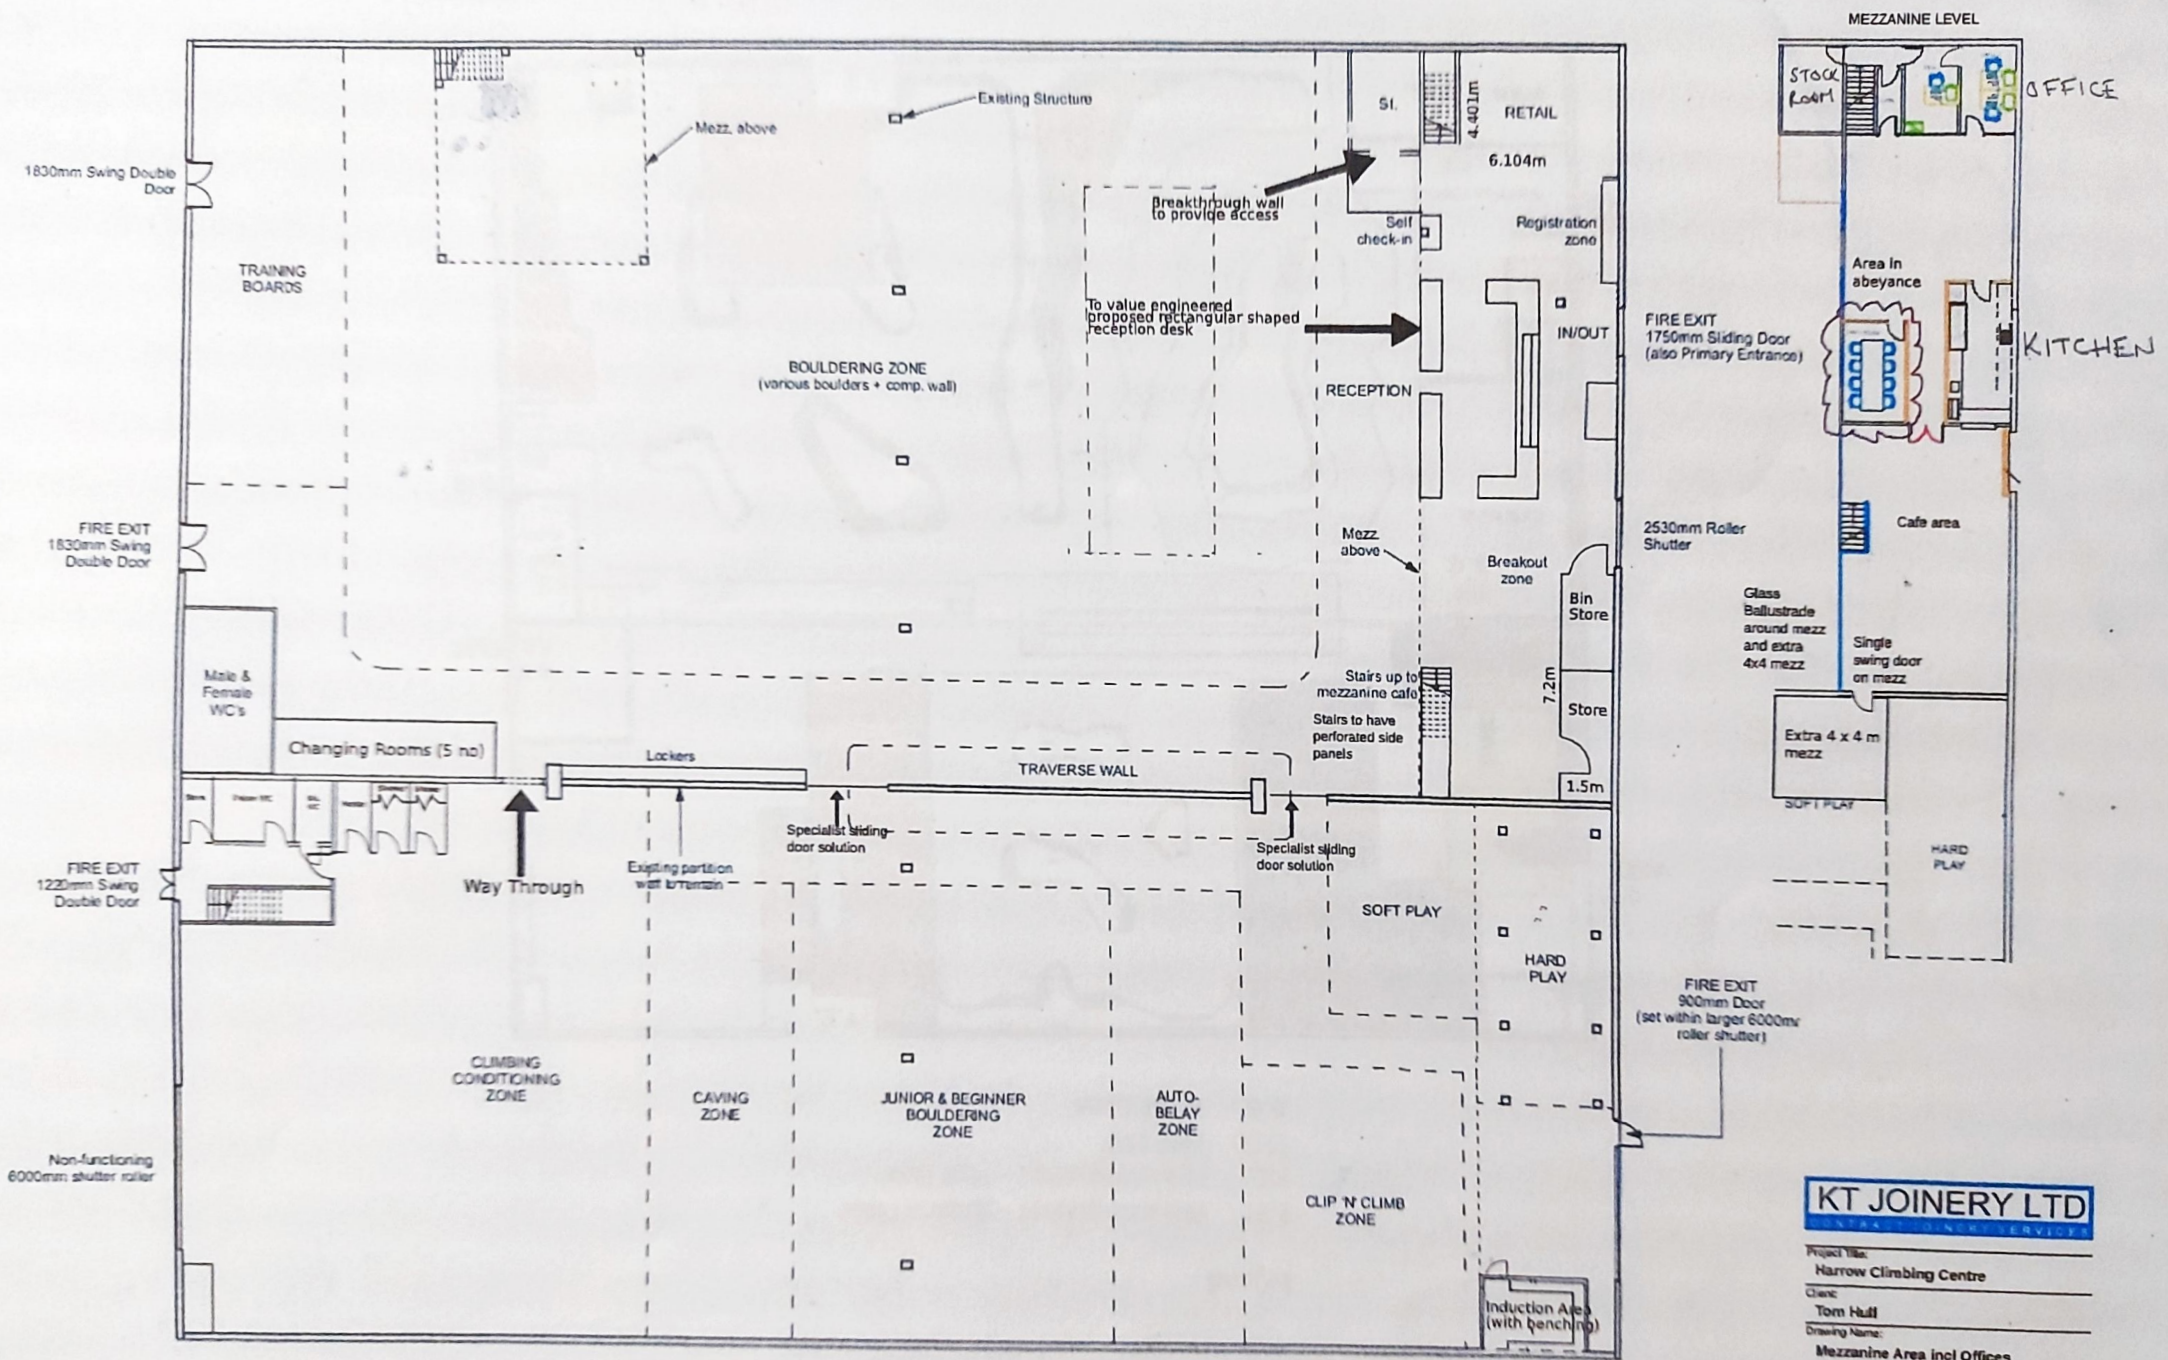 MEZZANINE LEVEL
STOCK
ROOM
OFFICE
Existing Structure
Mezz. above
St.
4.401m
RETAIL
6.104m
1830mm Swing Double
Door
Breakthrough wall
to provide access
Self
check-in
Registration
zone
TRAINING
BOARDS
Area in
abeyance
To value engineered
proposed rectangular shaped
reception desk
IN/OUT
FIRE EXIT
1750mm Sliding Door
(also Primary Entrance)
KITCHEN
BOULDERING ZONE
(various boulders + comp. wall)
RECEPTION
FIRE EXIT
1830mm Swing
Double Door
Mezz.
above
Breakout
zone
2530mm Roller
Shutter
Cafe area
Bin
Store
Glass
Ballustrade
around mezz
and extra
4x4 mezz
Single
swing door
on mezz
Male &
Female
WC's
Stairs up to
mezzanine cafe
7.2m
Store
Stairs to have
perforated side
panels
Extra 4 x 4 m
mezz
Changing Rooms (5 no)
Lockers
TRAVERSE WALL
1.5m
SOFT PLAY
Specialist sliding
door solution
Specialist sliding
door solution
HARD
PLAY
FIRE EXIT
1220mm Swing
Double Door
Way Through
Existing partition
wall to remain
SOFT PLAY
HARD
PLAY
FIRE EXIT
900mm Door
(set within larger 6000mm
roller shutter)
CLIMBING
CONDITIONING
ZONE
CAVING
ZONE
JUNIOR & BEGINNER
BOULDERING
ZONE
AUTO-
BELAY
ZONE
Non-functioning
6000mm shutter roller
CLIP 'N' CLIMB
ZONE
KT JOINERY LTD
CONTRACT JOINERY SERVICES
Project Title:
Harrow Climbing Centre
Client:
Tom Hull
Drawing Name:
Mezzanine Area incl Offices
Induction Area
(with benching)